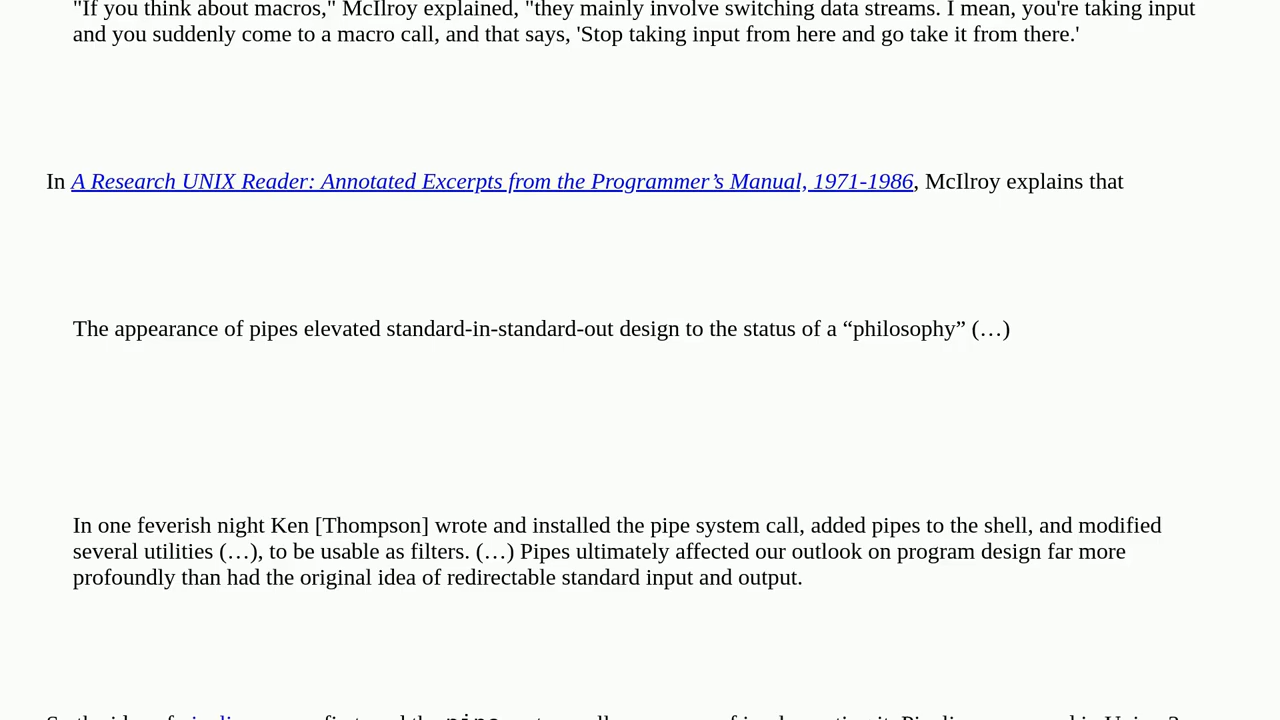 "If you think about macros," McIlroy explained, "they mainly involve switching data streams. I mean, you're taking input
and you suddenly come to a macro call, and that says, 'Stop taking input from here and go take it from there.'
In A Research UNIX Reader: Annotated Excerpts from the Programmer’s Manual, 1971-1986, McIlroy explains that
The appearance of pipes elevated standard-in-standard-out design to the status of a “philosophy” (…)
In one feverish night Ken [Thompson] wrote and installed the pipe system call, added pipes to the shell, and modified
several utilities (…), to be usable as filters. (…) Pipes ultimately affected our outlook on program design far more
profoundly than had the original idea of redirectable standard input and output.